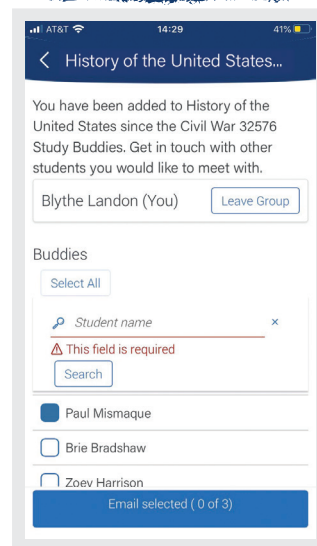 AT&T 14:29 41%
History of the United States...
You have been added to History of the
United States since the Civil War 32576
Study Buddies. Get in touch with other
students you would like to meet with.
Blythe Landon (You) Leave Group
Buddies
Select All
Student name ×
This field is required
Search
Paul Mismaque
Brie Bradshaw
Zoey Harrison
Email selected ( 0 of 3)